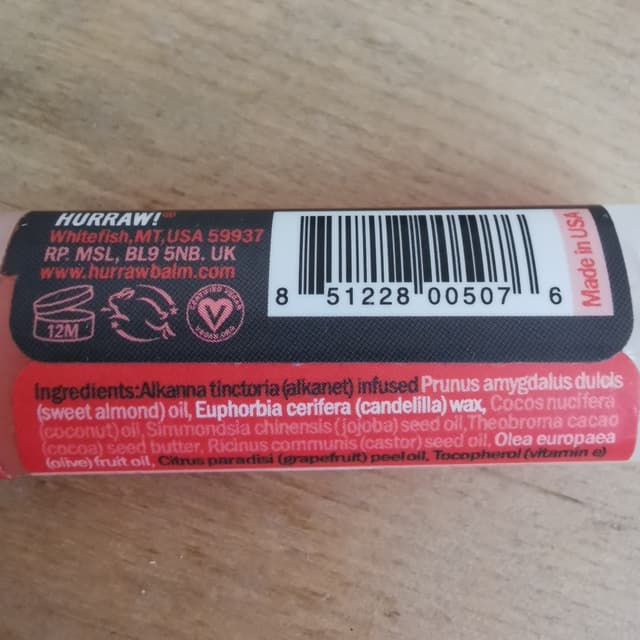 HURRAW!
Whitefish, MT, USA 59937
RP. MSL, BL9 5NB. UK
www.hurrawbalm.com
12M
CERTIFIED VEGAN
VEGAN.ORG
8 51228 00507 6
Made in USA
Ingredients: Alkanna tinctoria (alkanet) infused Prunus amygdalus dulcis
(sweet almond) oil, Euphorbia cerifera (candelilla) wax, Cocos nucifera
(coconut) oil, Simmondsia chinensis (jojoba) seed oil, Theobroma cacao
(cocoa) seed butter, Ricinus communis (castor) seed oil, Olea europaea
(olive) fruit oil, Citrus paradisi (grapefruit) peel oil, Tocopherol (vitamin e)